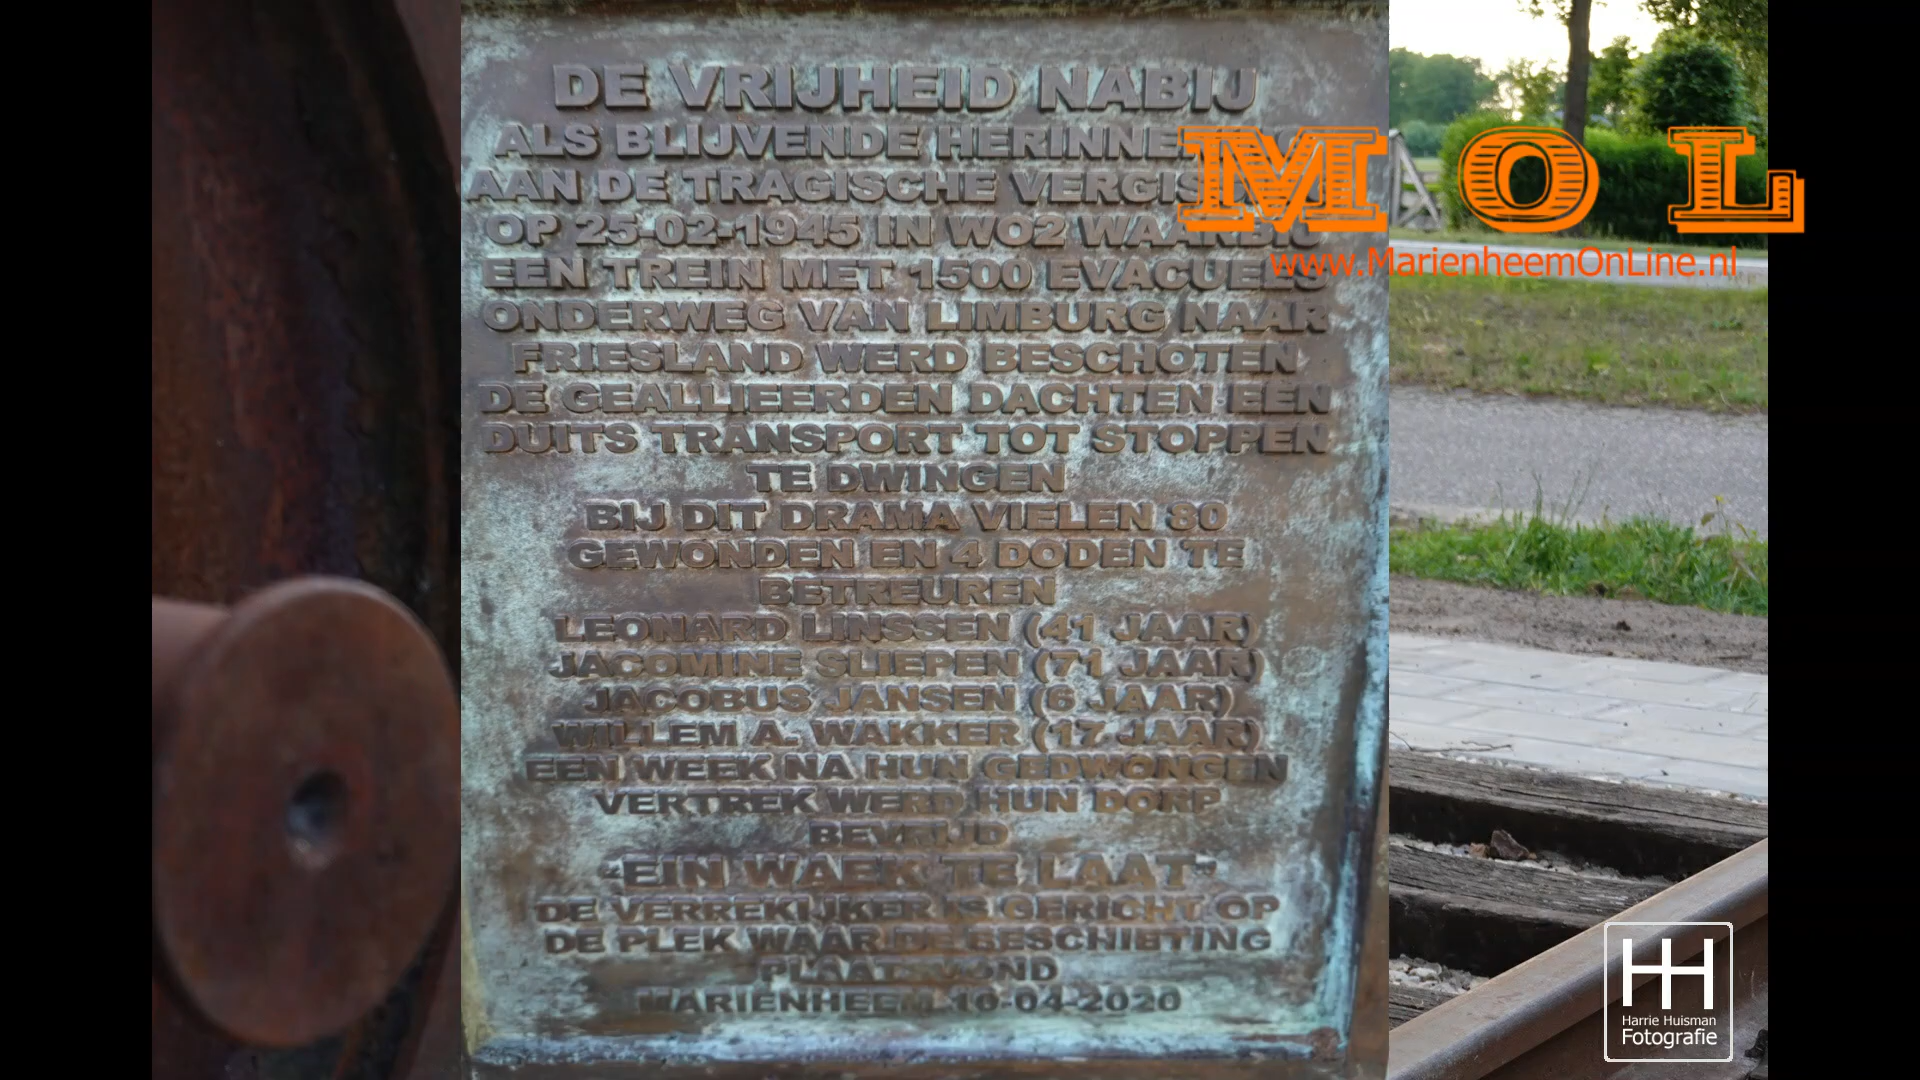 DE VRIJHEID NABIJ
ALS BLIJVENDE
AAN DE TRAGISCHE
OP 25-02-1945 IN WO2 WAARBIJ
EEN TREIN MET 1500 EVACUEES
ONDERWEG VAN LIMBURG NAAR
FRIESLAND WERD BESCHOTEN
DE GEALLIEERDEN DACHTEN EEN
DUITS TRANSPORT TOT STOPPEN
TE DWINGEN
BIJ DIT DRAMA VIELEN 80
GEWONDEN EN 4 DODEN TE
BETREUREN
LEONARD LINSSEN (41 JAAR)
JACOMINE SLIEPEN (71 JAAR)
JACOBUS JANSEN (6 JAAR)
WILLEM A. WAKKER (17 JAAR)
EEN WEEK NA HUN GEDWONGEN
VERTREK WERD HUN DORP
BEVRIJD
"EIN WAEK TE LAAT"
DE VERREKIJKER IS GERICHT OP
DE PLEK WAAR DE BESCHIETING
PLAATSVOND
MARIENHEEM 10-04-2020
MOL
www.MarienheemOnLine.nl
HH
Harrie Huisman
Fotografie